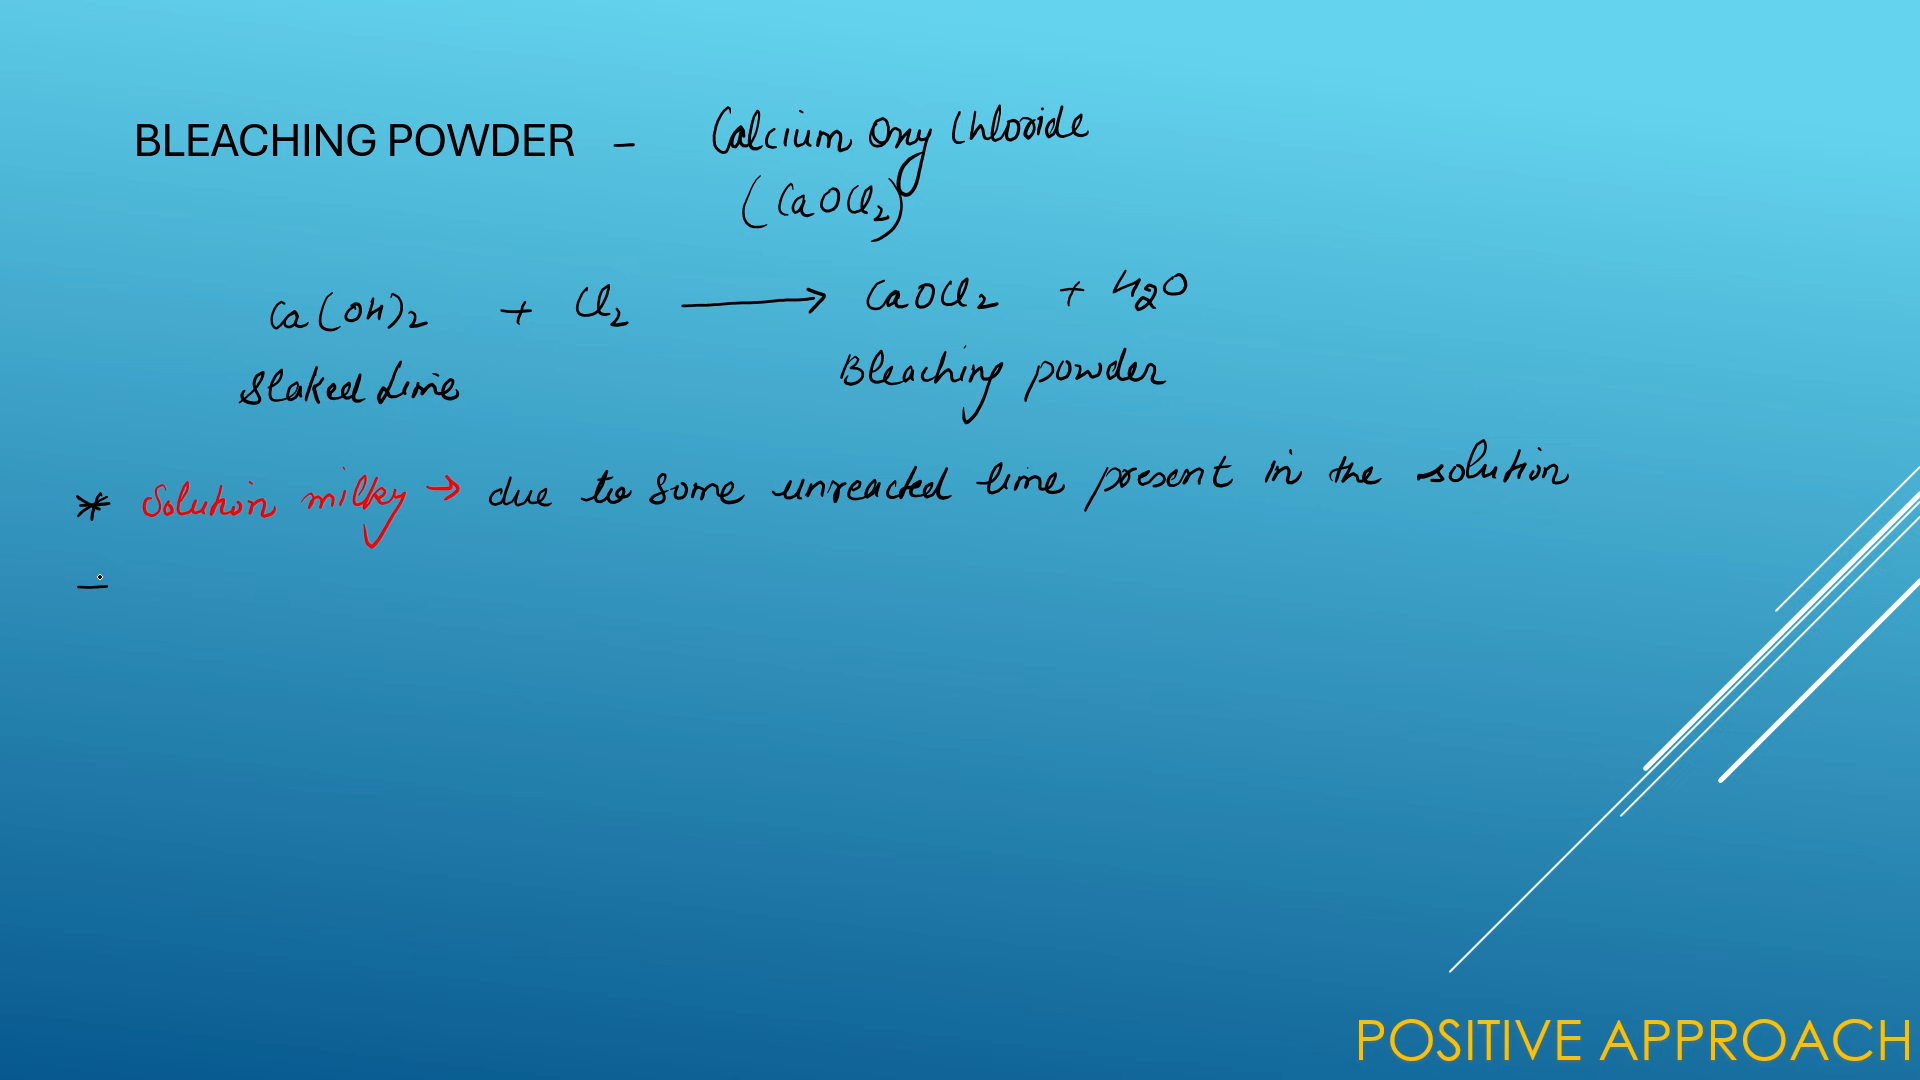 BLEACHING POWDER – Calcium Oxy Chloride
(CaOCl₂)
Ca(OH)₂ + Cl₂ → CaOCl₂ + H₂O
Slaked Lime Bleaching powder
* Solution milky → due to some unreacted lime present in the solution
–
POSITIVE APPROACH